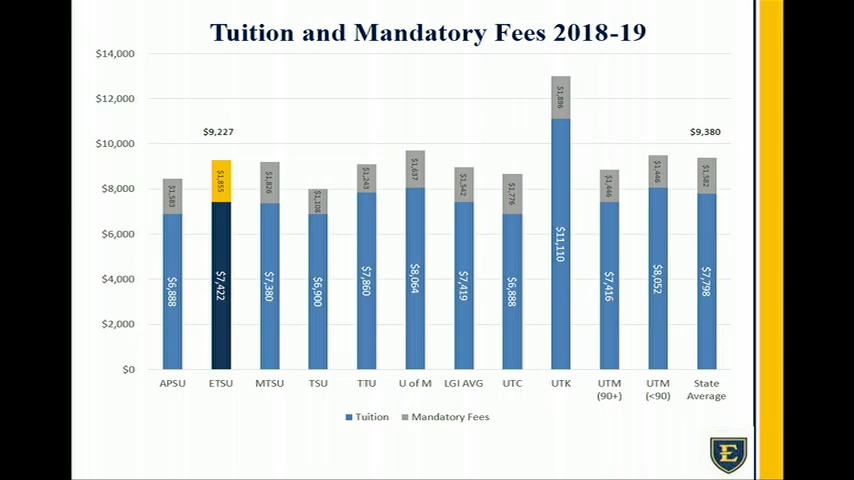 Tuition and Mandatory Fees 2018-19
$14,000
$12,000
$10,000
$8,000
$6,000
$4,000
$2,000
$0
$9,227
$9,380
$1,583
$1,855
$1,826
$1,108
$1,243
$1,637
$1,542
$1,776
$1,896
$1,446
$1,446
$1,582
$6,888
$7,422
$7,380
$6,900
$7,860
$8,064
$7,419
$6,888
$11,110
$7,416
$8,052
$7,798
APSU
ETSU
MTSU
TSU
TTU
U of M
LGI AVG
UTC
UTK
UTM
(90+)
UTM
(<90)
State
Average
Tuition
Mandatory Fees
E